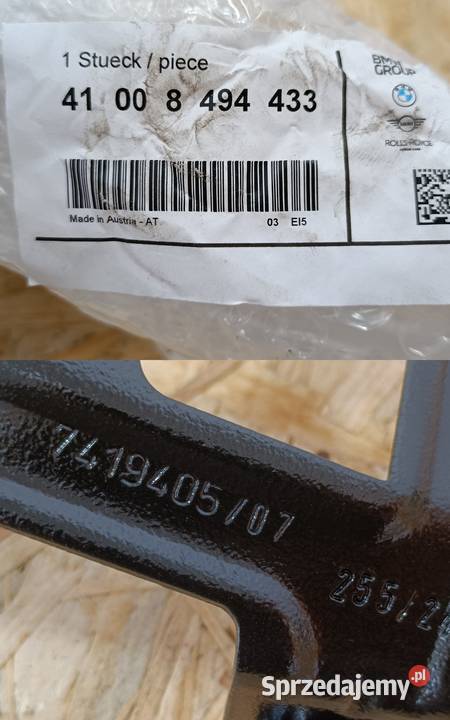 1 Stueck / piece
41 00 8 494 433
BMW
GROUP
ROLLS-ROYCE
Made in Austria - AT 03 EI5
7419405/07
Sprzedajemy.pl